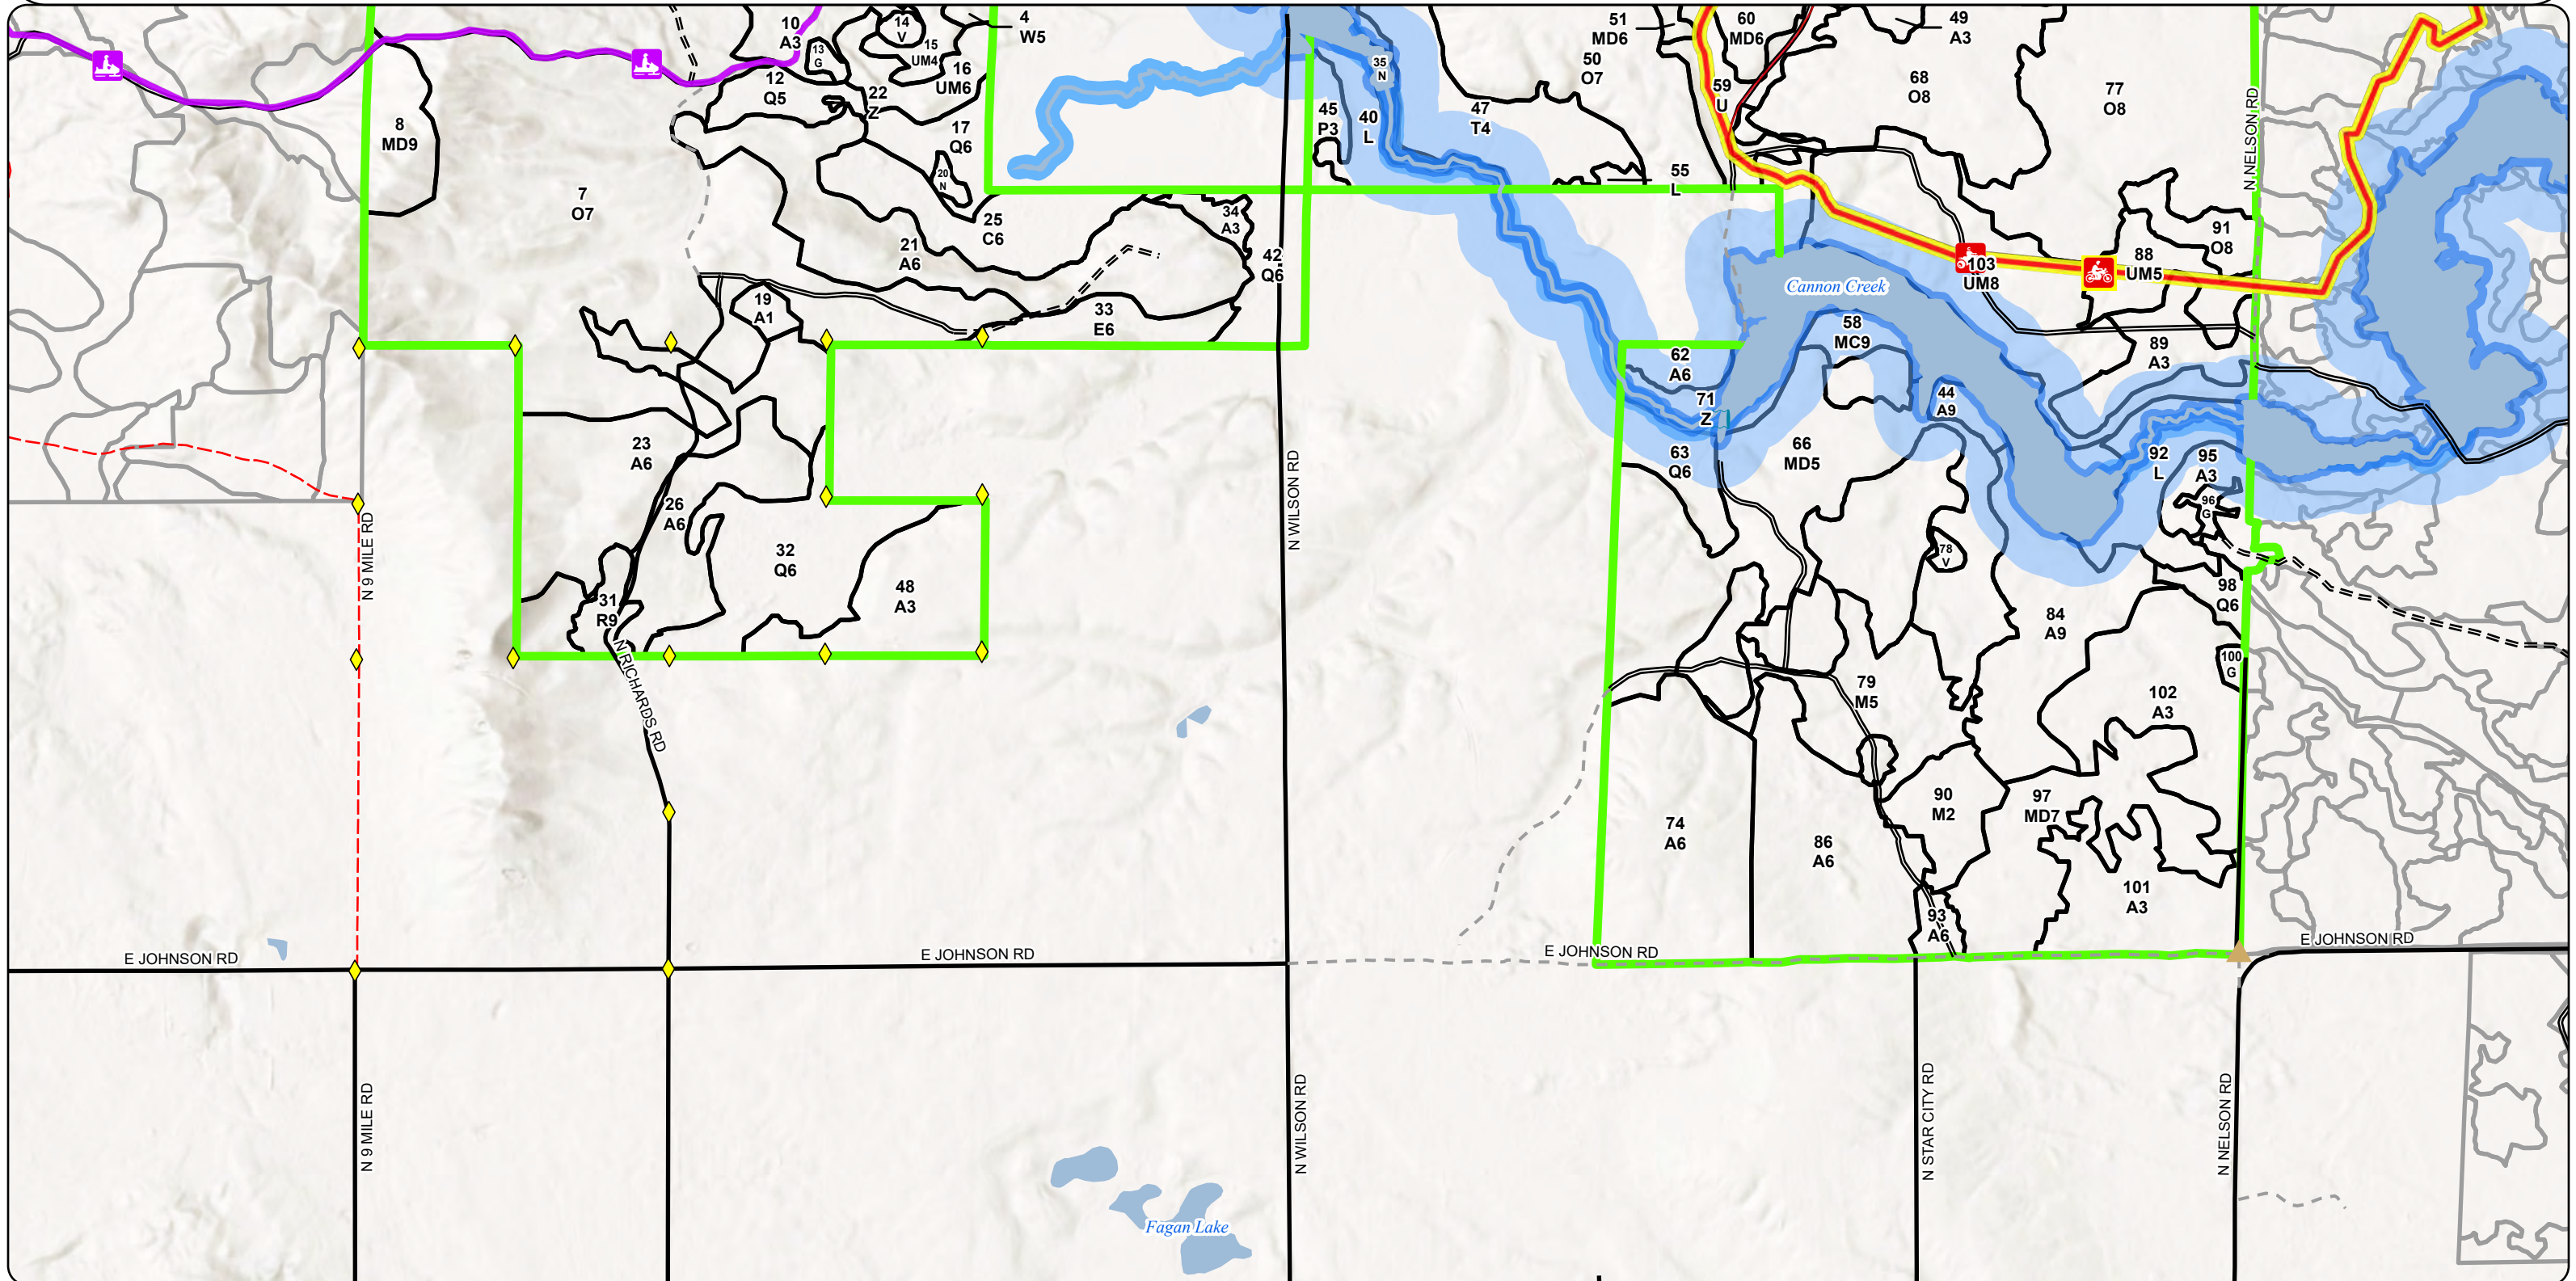 10
A3
14
V
15
UM4
13
G
16
UM6
4
W5
12
Q5
22
Z
17
Q6
20
N
8
MD9
7
O7
25
C6
21
A6
34
A3
42
Q6
33
E6
19
A1
35
N
45
P3
40
L
47
T4
51
MD6
50
O7
60
MD6
59
U
49
A3
68
O8
77
O8
55
L
N NELSON RD
91
O8
88
UM5
103
UM8
Cannon Creek
58
MC9
89
A3
62
A6
71
Z
44
A9
63
Q6
66
MD5
92
L
95
A3
96
G
23
A6
26
A6
32
Q6
48
A3
31
R9
N RICHARDS RD
N 9 MILE RD
N WILSON RD
78
V
84
A9
98
Q6
100
G
102
A3
79
M5
90
M2
97
MD7
74
A6
86
A6
93
A6
101
A3
E JOHNSON RD
E JOHNSON RD
E JOHNSON RD
E JOHNSON RD
N 9 MILE RD
N WILSON RD
N STAR CITY RD
N NELSON RD
Fagan Lake